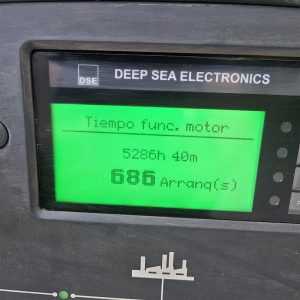 DSE
DEEP SEA ELECTRONICS
Tiempo func. motor
5286h 40m
686 Arranq(s)